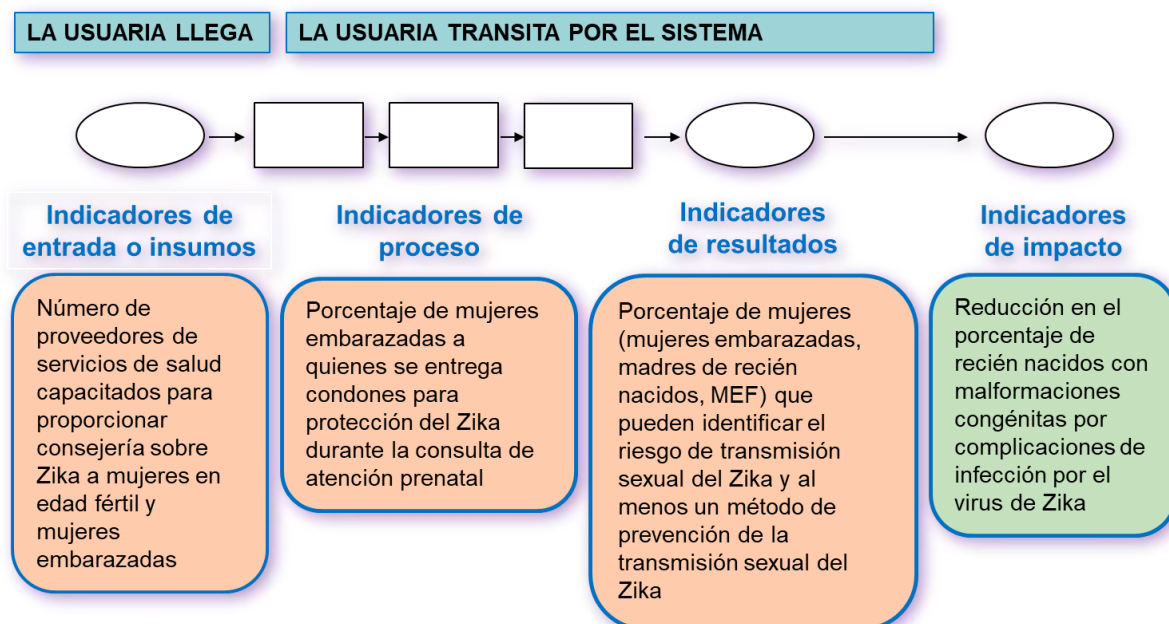 LA USUARIA LLEGA
LA USUARIA TRANSITA POR EL SISTEMA
Indicadores de
entrada o insumos
Número de
proveedores de
servicios de salud
capacitados para
proporcionar
consejería sobre
Zika a mujeres en
edad fértil y
mujeres
embarazadas
Indicadores de
proceso
Porcentaje de mujeres
embarazadas a
quienes se entrega
condones para
protección del Zika
durante la consulta de
atención prenatal
Indicadores
de resultados
Porcentaje de mujeres
(mujeres embarazadas,
madres de recién
nacidos, MEF) que
pueden identificar el
riesgo de transmisión
sexual del Zika y al
menos un método de
prevención de la
transmisión sexual del
Zika
Indicadores
de impacto
Reducción en el
porcentaje de
recién nacidos con
malformaciones
congénitas por
complicaciones de
infección por el
virus de Zika